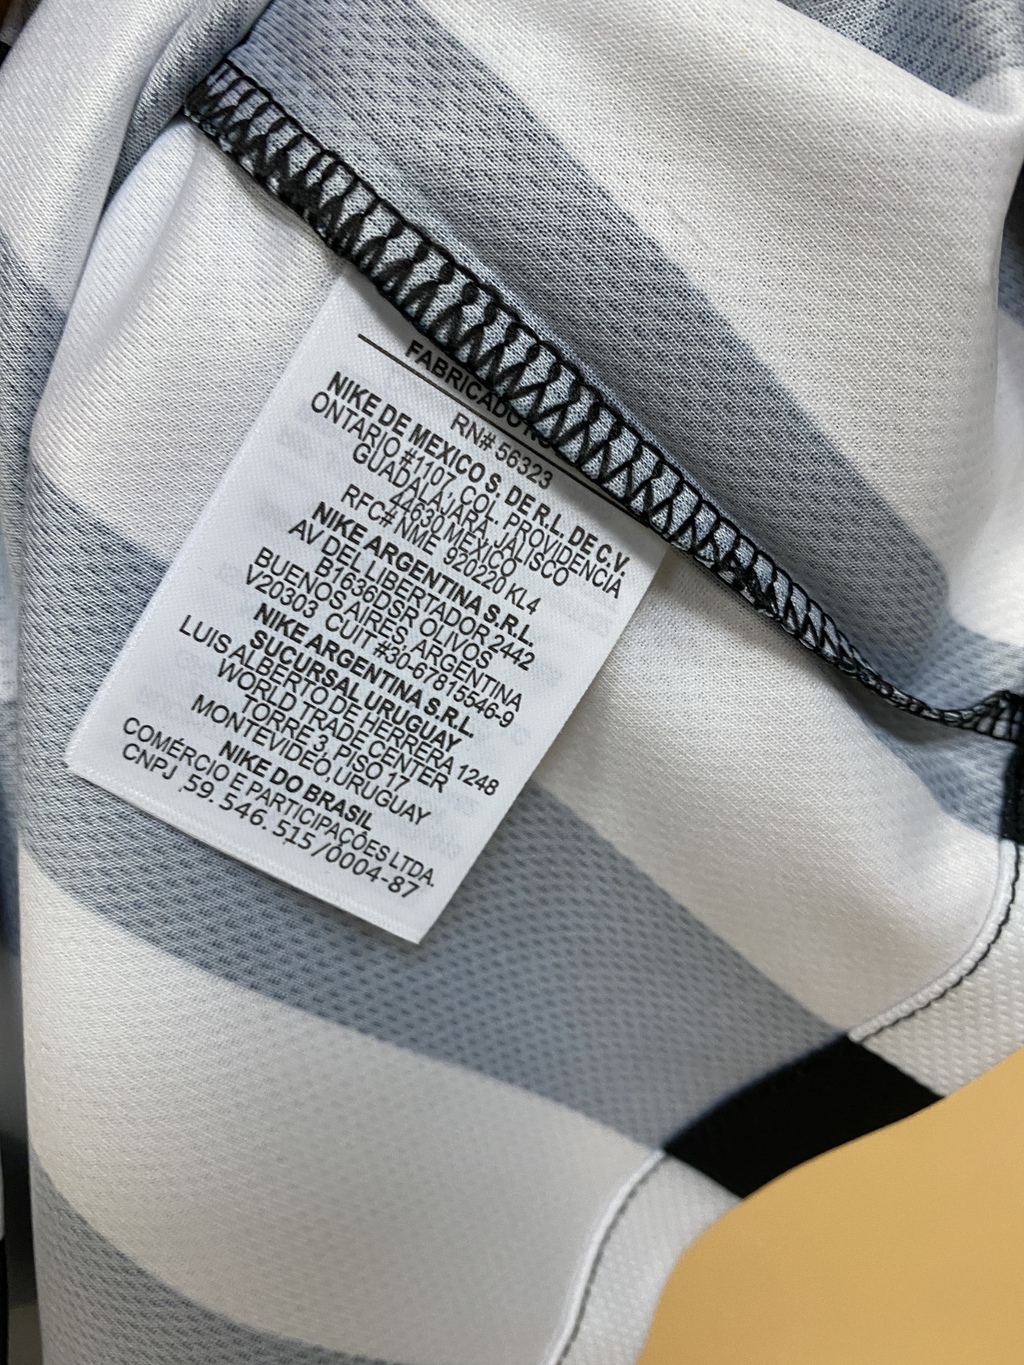 FABRICADO
RN# 56323
NIKE DE MEXICO S. DE R.L. DE C.V.
ONTARIO #1107, COL. PROVIDENCIA
GUADALAJARA, JALISCO
44630 MEXICO
RFC# NME 920220 KL4
NIKE ARGENTINA S.R.L.
AV DEL LIBERTADOR 2442
B1636DSR OLIVOS
BUENOS AIRES, ARGENTINA
V20303 CUIT #30-67815546-9
NIKE ARGENTINA S.R.L.
SUCURSAL URUGUAY
LUIS ALBERTO DE HERRERA 1248
WORLD TRADE CENTER
TORRE 3, PISO 17
MONTEVIDEO, URUGUAY
NIKE DO BRASIL
COMÉRCIO E PARTICIPAÇÕES LTDA.
CNPJ 59.546.515/0004-87